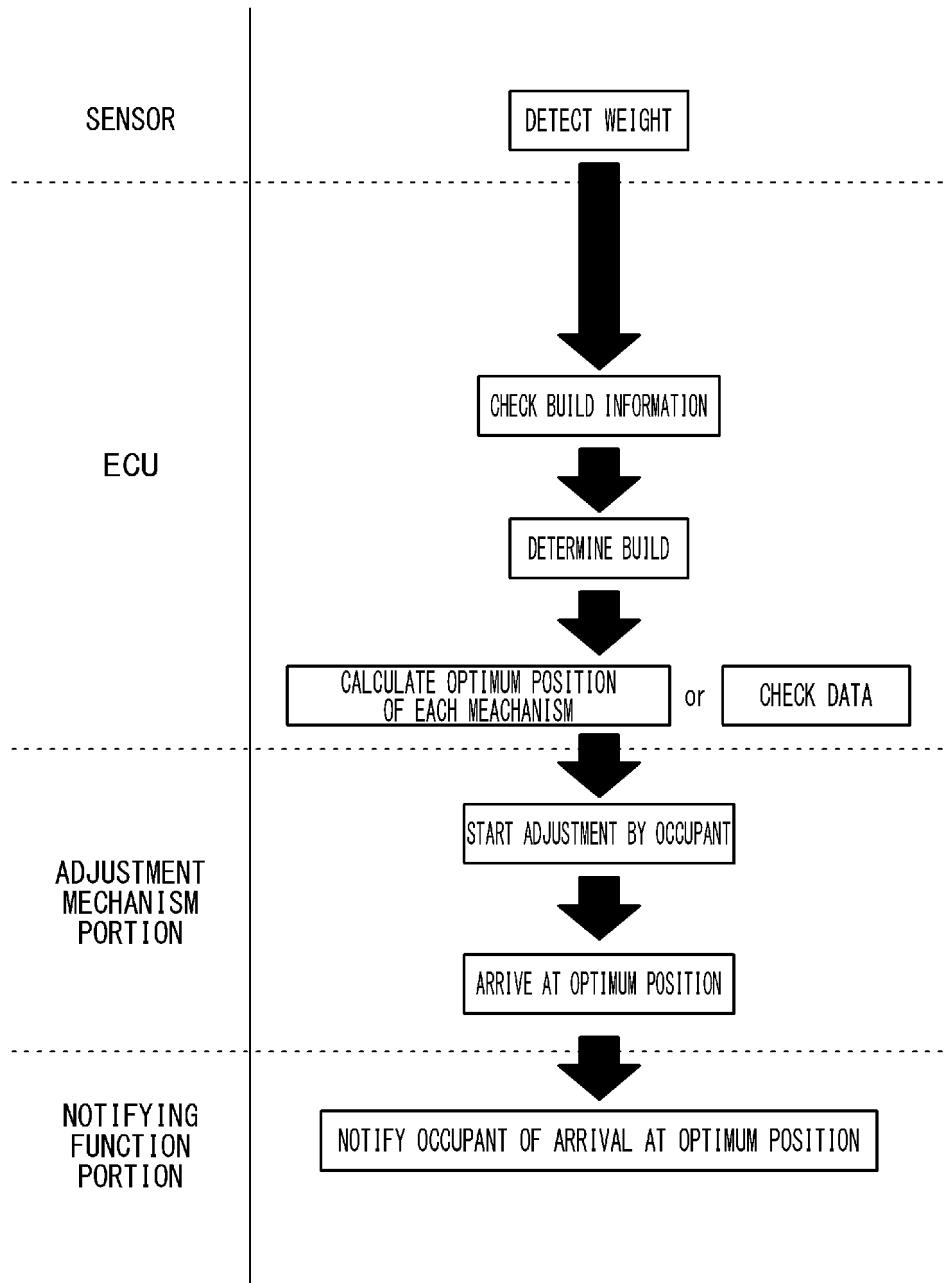 SENSOR
DETECT WEIGHT
ECU
CHECK BUILD INFORMATION
DETERMINE BUILD
CALCULATE OPTIMUM POSITION
OF EACH MEACHANISM
or
CHECK DATA
ADJUSTMENT
MECHANISM
PORTION
START ADJUSTMENT BY OCCUPANT
ARRIVE AT OPTIMUM POSITION
NOTIFYING
FUNCTION
PORTION
NOTIFY OCCUPANT OF ARRIVAL AT OPTIMUM POSITION